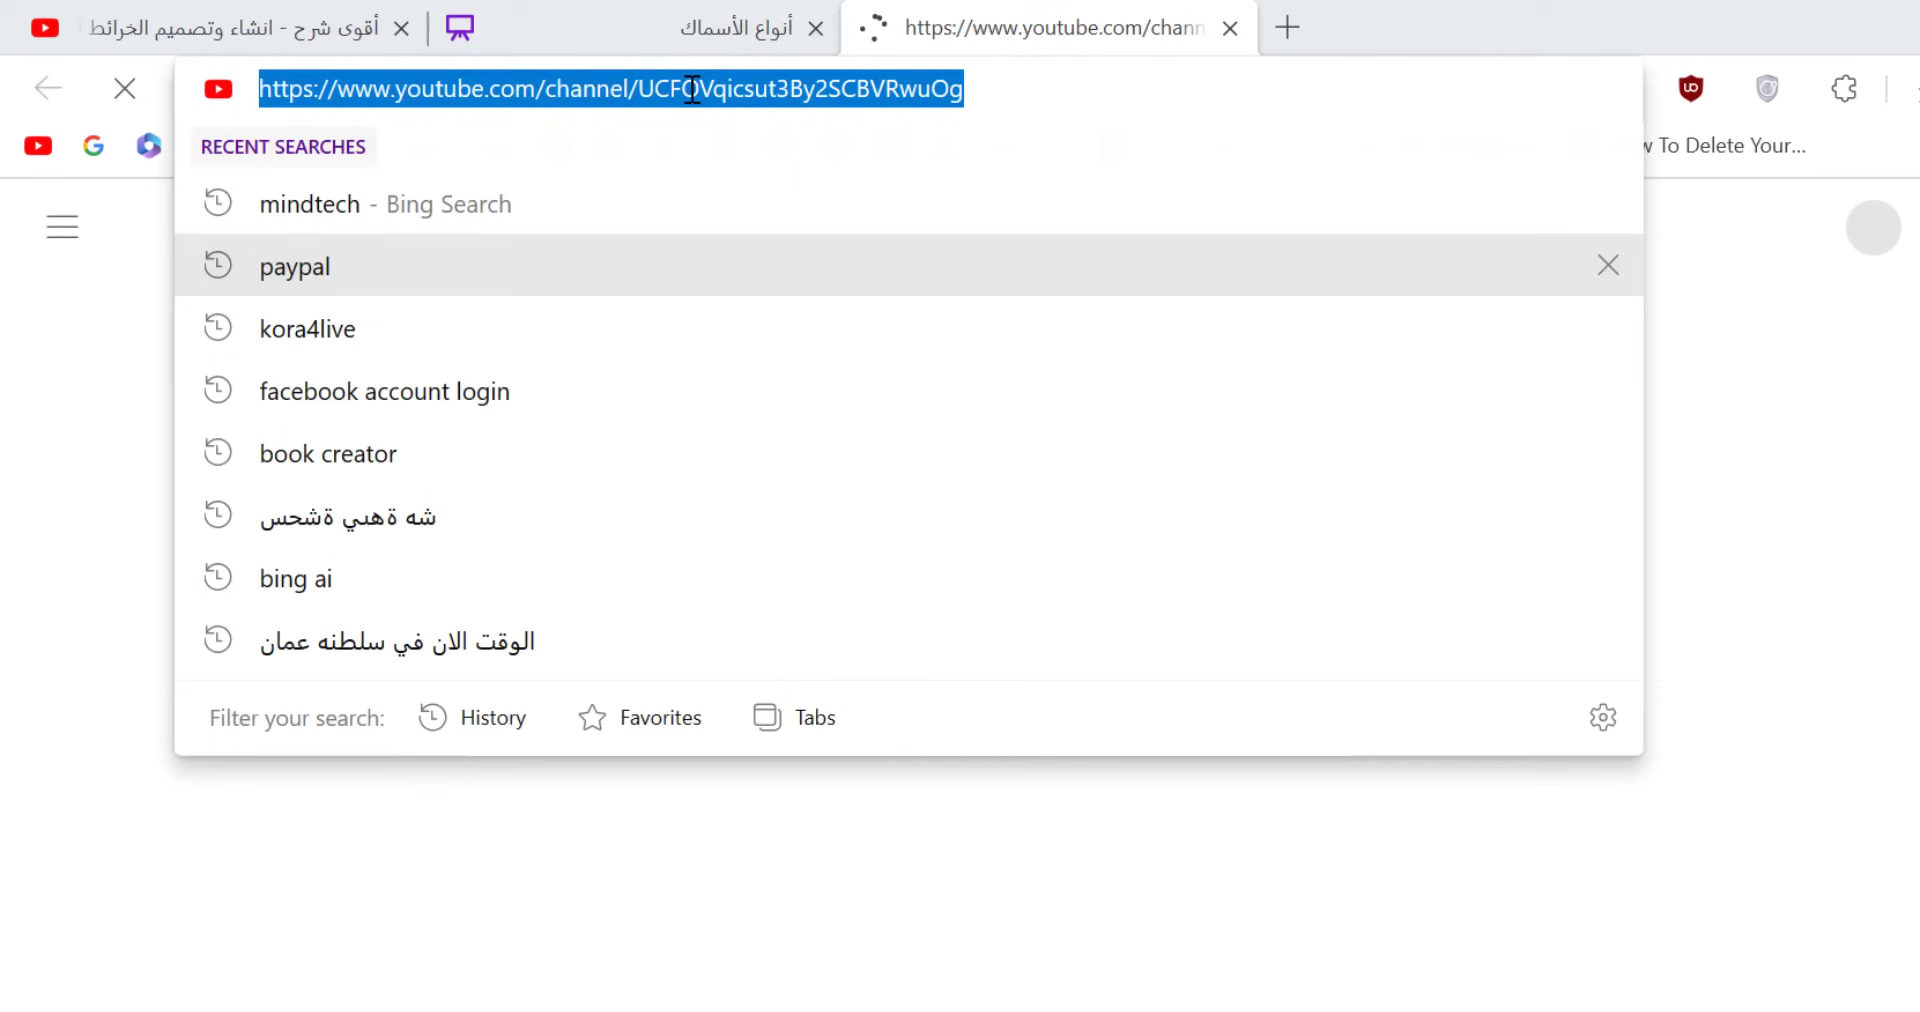 أقوى شرح - انشاء وتصميم الخرائط
أنواع الأسماك
https://www.youtube.com/chann
https://www.youtube.com/channel/UCFOVqicsut3By2SCBVRwuOg
To Delete Your...
RECENT SEARCHES
mindtech - Bing Search
paypal
kora4live
facebook account login
book creator
شه ةهىي ةشحس
bing ai
الوقت الان في سلطنه عمان
Filter your search: History Favorites Tabs